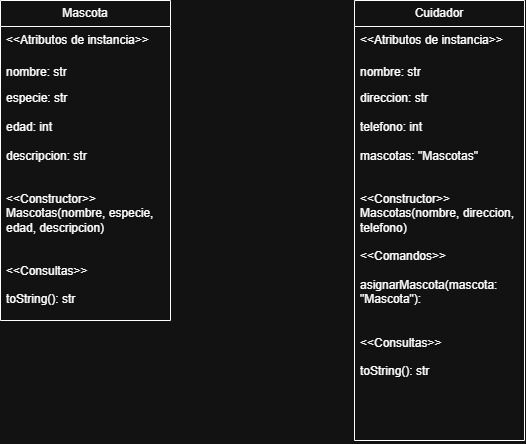 Mascota
<<Atributos de instancia>>
nombre: str
especie: str
edad: int
descripcion: str
<<Constructor>>
Mascotas(nombre, especie,
edad, descripcion)
<<Consultas>>
toString(): str
Cuidador
<<Atributos de instancia>>
nombre: str
direccion: str
telefono: int
mascotas: "Mascotas"
<<Constructor>>
Mascotas(nombre, direccion,
telefono)
<<Comandos>>
asignarMascota(mascota:
"Mascota"):
<<Consultas>>
toString(): str